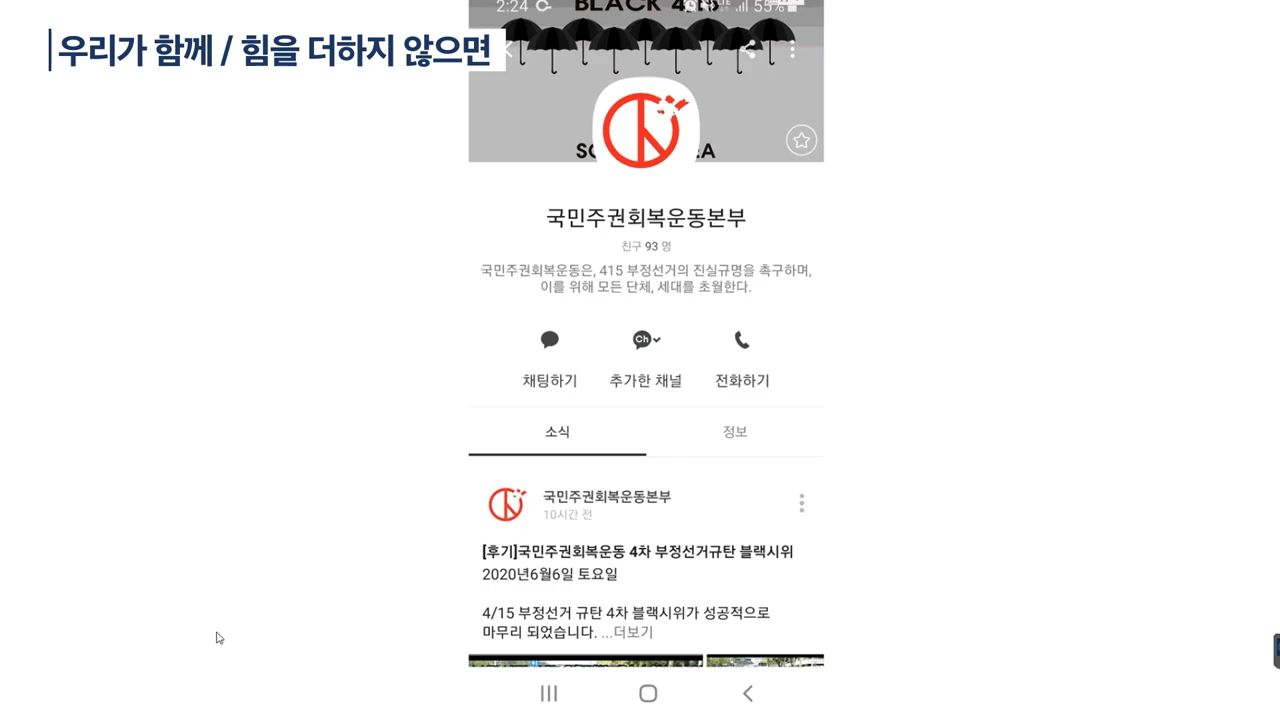 우리가 함께 / 힘을 더하지 않으면
2:24
BLACK 4.15
55%
국민주권회복운동본부
친구 93 명
국민주권회복운동은, 415 부정선거의 진실규명을 촉구하며,
이를 위해 모든 단체, 세대를 초월한다.
Ch
채팅하기
추가한 채널
전화하기
소식
정보
국민주권회복운동본부
10시간 전
[후기]국민주권회복운동 4차 부정선거규탄 블랙시위
2020년6월6일 토요일
4/15 부정선거 규탄 4차 블랙시위가 성공적으로
마무리 되었습니다. ...더보기